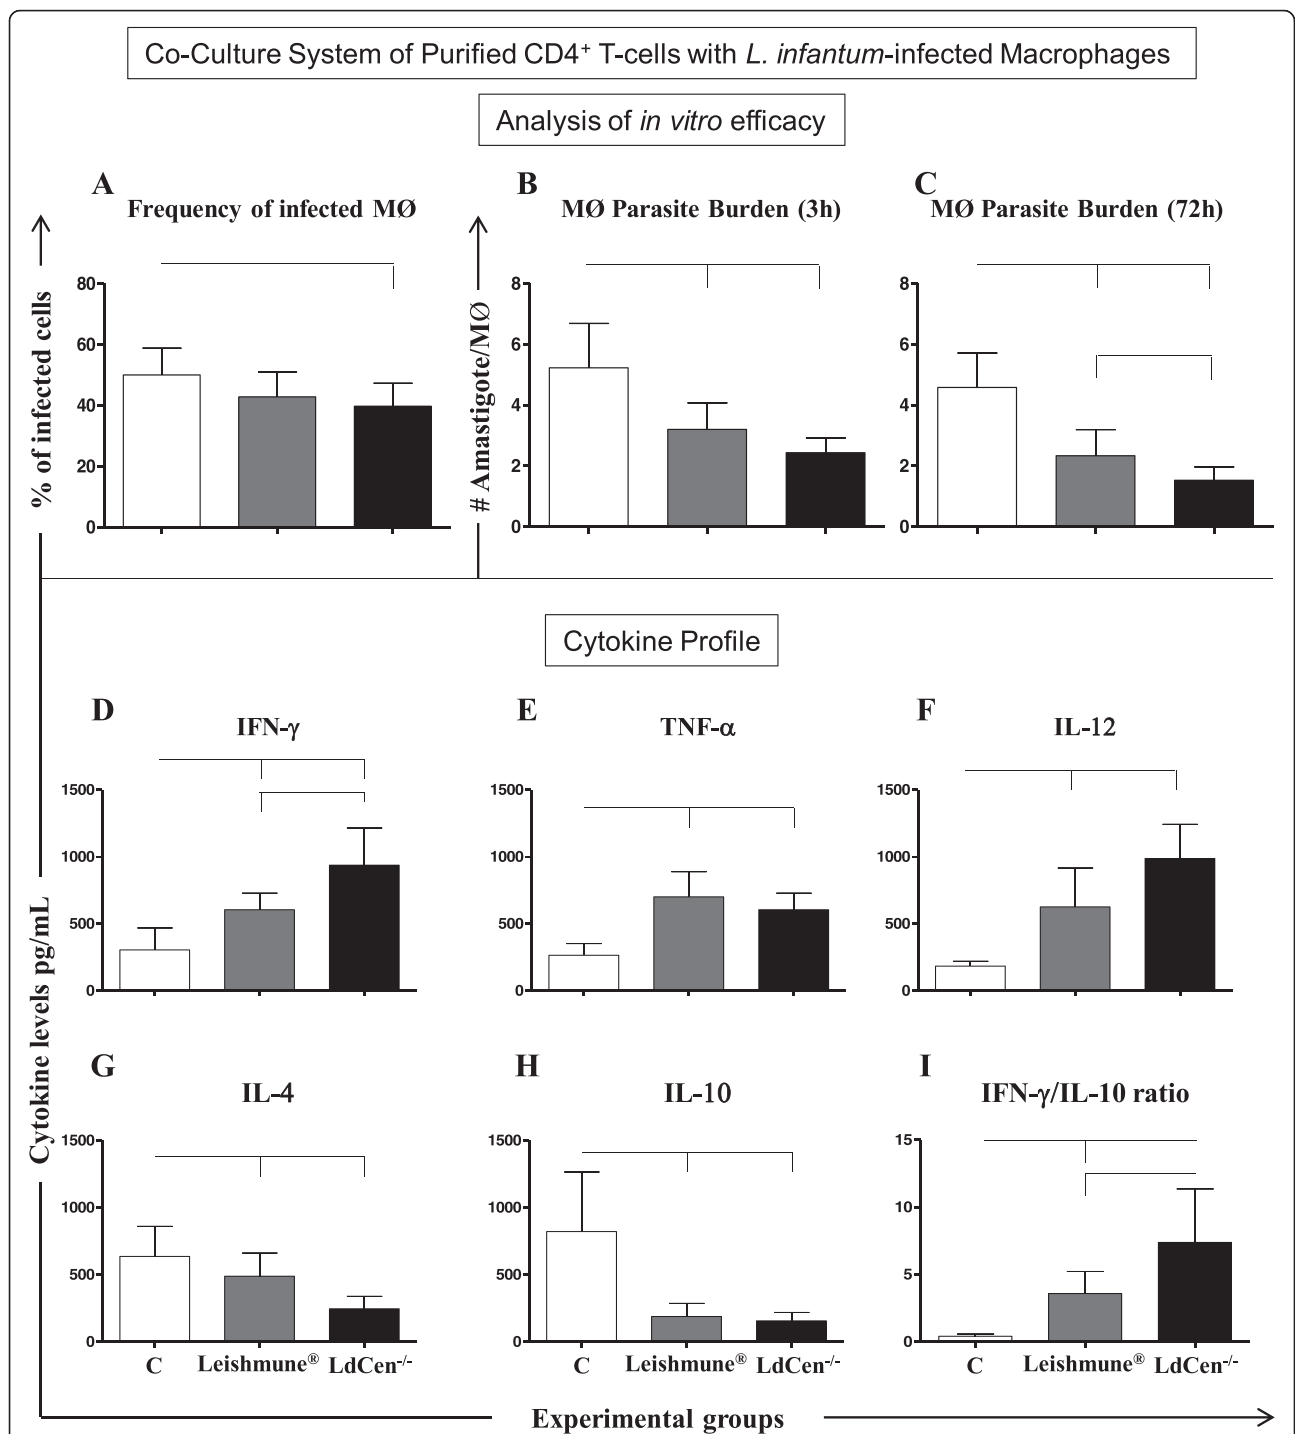 Co-Culture System of Purified CD4⁺ T-cells with L. infantum-infected Macrophages
Analysis of in vitro efficacy
A
Frequency of infected MØ
% of infected cells
80
60
40
20
0
B
MØ Parasite Burden (3h)
# Amastigote/MØ
8
6
4
2
0
C
MØ Parasite Burden (72h)
8
6
4
2
0
Cytokine Profile
Cytokine levels pg/mL
D
IFN-γ
1500
1000
500
0
E
TNF-α
1500
1000
500
0
F
IL-12
1500
1000
500
0
G
IL-4
1500
1000
500
0
C Leishmune® LdCen⁻/⁻
H
IL-10
1500
1000
500
0
C Leishmune® LdCen⁻/⁻
I
IFN-γ/IL-10 ratio
15
10
5
0
C Leishmune® LdCen⁻/⁻
Experimental groups